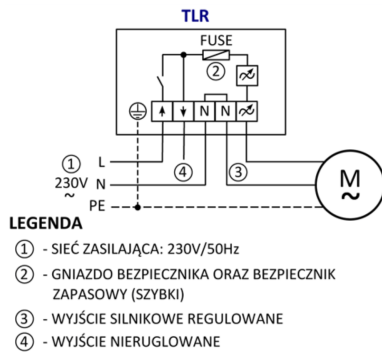 TLR
FUSE
2
N N
1 L
4
3
230V N
~
PE
M
~
LEGENDA
1 - SIEĆ ZASILAJĄCA: 230V/50Hz
2 - GNIAZDO BEZPIECZNIKA ORAZ BEZPIECZNIK
ZAPASOWY (SZYBKI)
3 - WYJŚCIE SILNIKOWE REGULOWANE
4 - WYJŚCIE NIERUGLOWANE